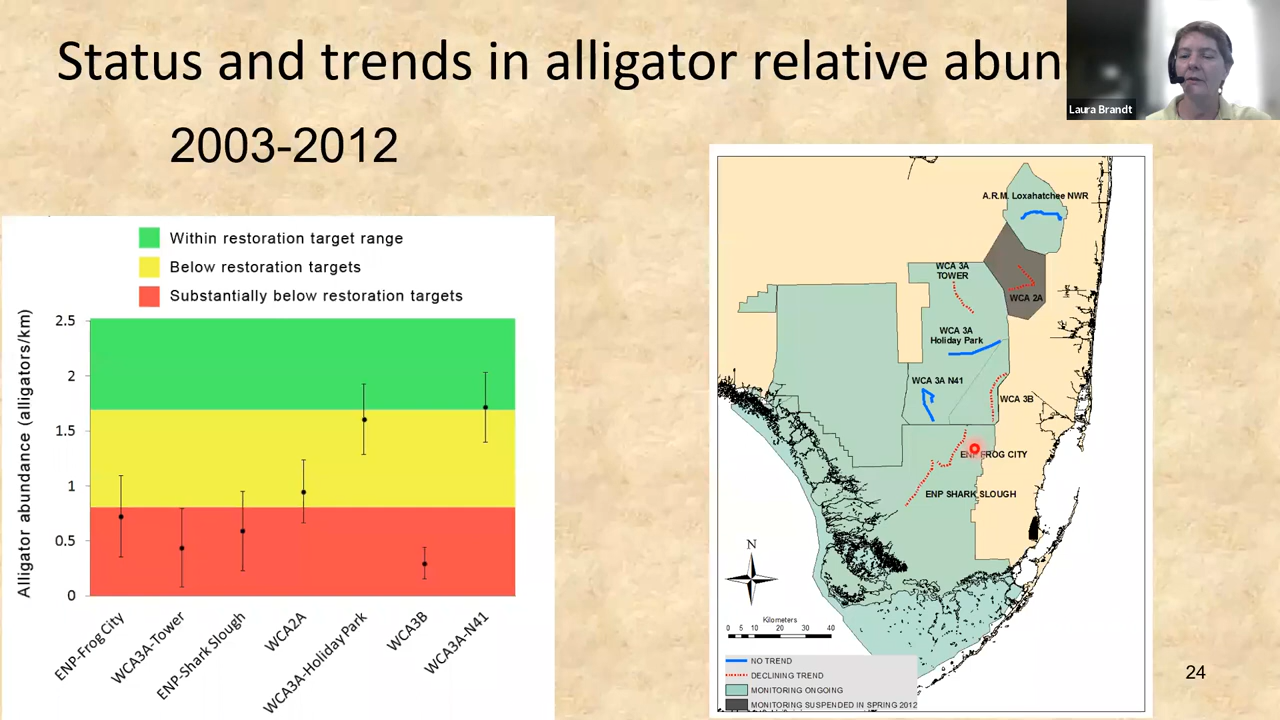 Status and trends in alligator relative abun
Laura Brandt
2003-2012
Within restoration target range
Below restoration targets
Substantially below restoration targets
Alligator abundance (alligators/km)
2.5
2
1.5
1
0.5
0
ENP-Frog City
WCA3A-Tower
ENP-Shark Slough
WCA2A
WCA3A-Holiday Park
WCA3B
WCA3A-N41
A.R.M. Loxahatchee NWR
WCA 3A
TOWER
WCA 2A
WCA 3A
Holiday Park
WCA 3A N41
WCA 3B
FROG CITY
ENP SHARK SLOUGH
N
Kilometers
0 5 10 20 30 40
NO TREND
DECLINING TREND
MONITORING ONGOING
MONITORING SUSPENDED IN SPRING 2012
24